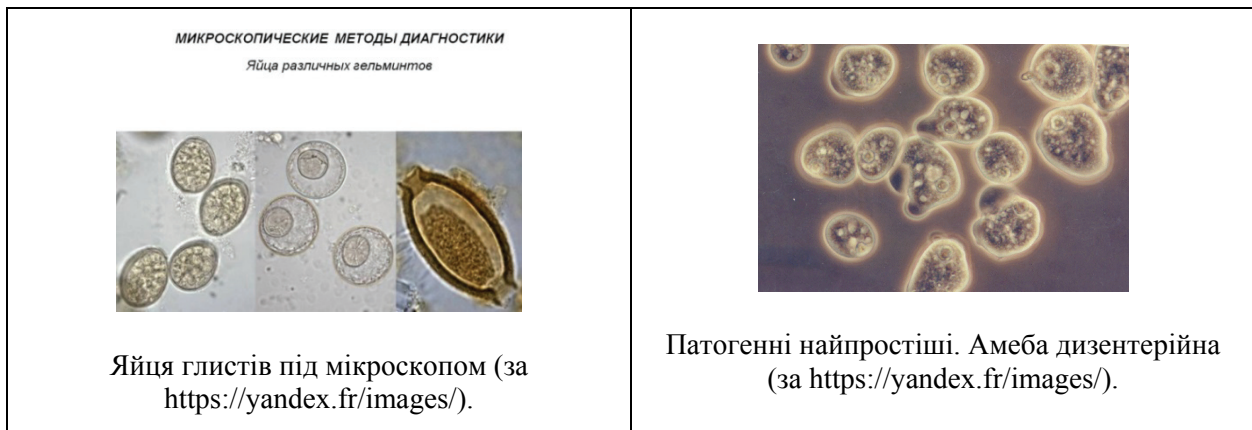 МИКРОСКОПИЧЕСКИЕ МЕТОДЫ ДИАГНОСТИКИ
Яйца различных гельминтов
Яйця глистів під мікроскопом (за
https://yandex.fr/images/).
Патогенні найпростіші. Амеба дизентерійна
(за https://yandex.fr/images/).